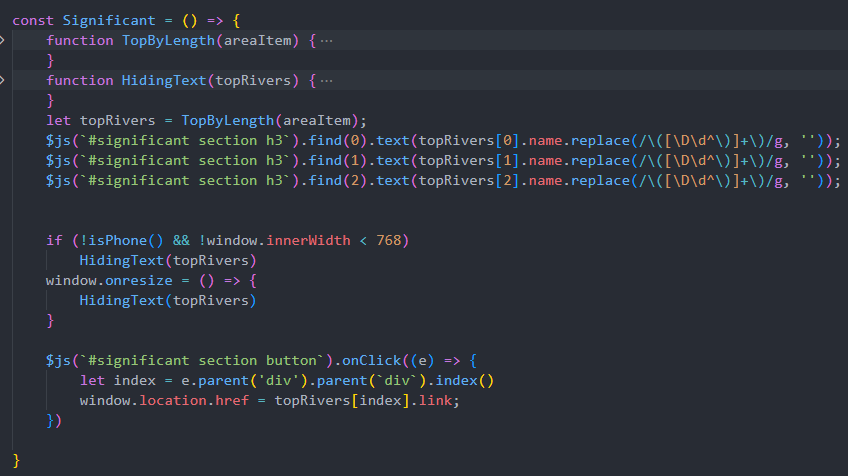 const Significant = () => {
function TopByLength(areaItem) { ···
}
function HidingText(topRivers) { ···
}
let topRivers = TopByLength(areaItem);
$js(`#significant section h3`).find(0).text(topRivers[0].name.replace(/\([\D\d^\)]+\)/g, ''));
$js(`#significant section h3`).find(1).text(topRivers[1].name.replace(/\([\D\d^\)]+\)/g, ''));
$js(`#significant section h3`).find(2).text(topRivers[2].name.replace(/\([\D\d^\)]+\)/g, ''));
if (!isPhone() && !window.innerWidth < 768)
HidingText(topRivers)
window.onresize = () => {
HidingText(topRivers)
}
$js(`#significant section button`).onClick((e) => {
let index = e.parent('div').parent(`div`).index()
window.location.href = topRivers[index].link;
})
}